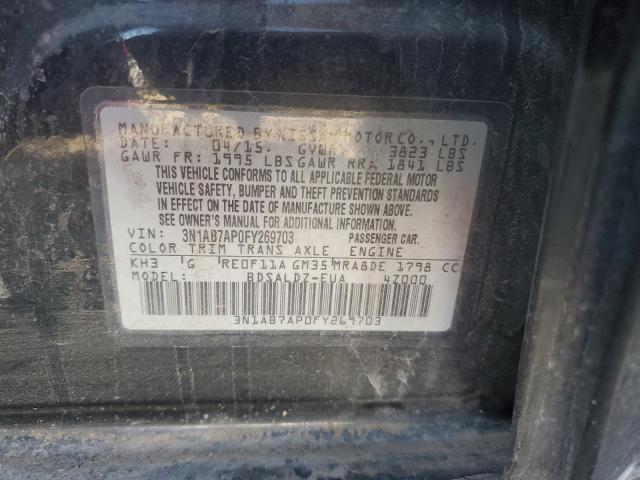 MANUFACTURED BY NISSAN MOTOR CO., LTD.
DATE: 04/15 GVWR 3823 LBS
GAWR FR: 1995 LBS GAWR RR: 1841 LBS
THIS VEHICLE CONFORMS TO ALL APPLICABLE FEDERAL MOTOR
VEHICLE SAFETY, BUMPER AND THEFT PREVENTION STANDARDS
IN EFFECT ON THE DATE OF MANUFACTURE SHOWN ABOVE.
SEE OWNER'S MANUAL FOR ADDITIONAL INFORMATION.
VIN: 3N1AB7AP0FY269703 PASSENGER CAR.
COLOR TRIM TRANS AXLE ENGINE
KH3 G RE0F11A GM35 MRA8DE 1798 CC
MODEL: BDSALDZ-EUA 4Z000
3N1AB7AP0FY269703